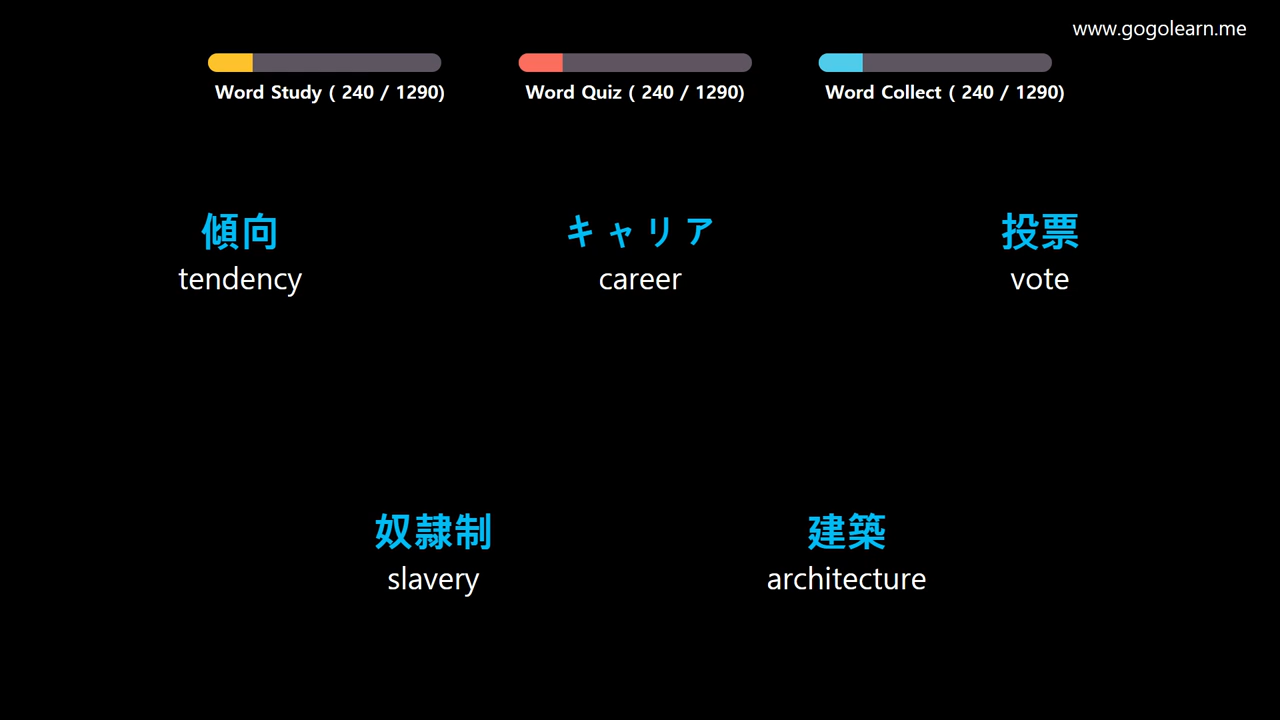 www.gogolearn.me
Word Study ( 240 / 1290)
Word Quiz ( 240 / 1290)
Word Collect ( 240 / 1290)
傾向
tendency
キャリア
career
投票
vote
奴隷制
slavery
建築
architecture